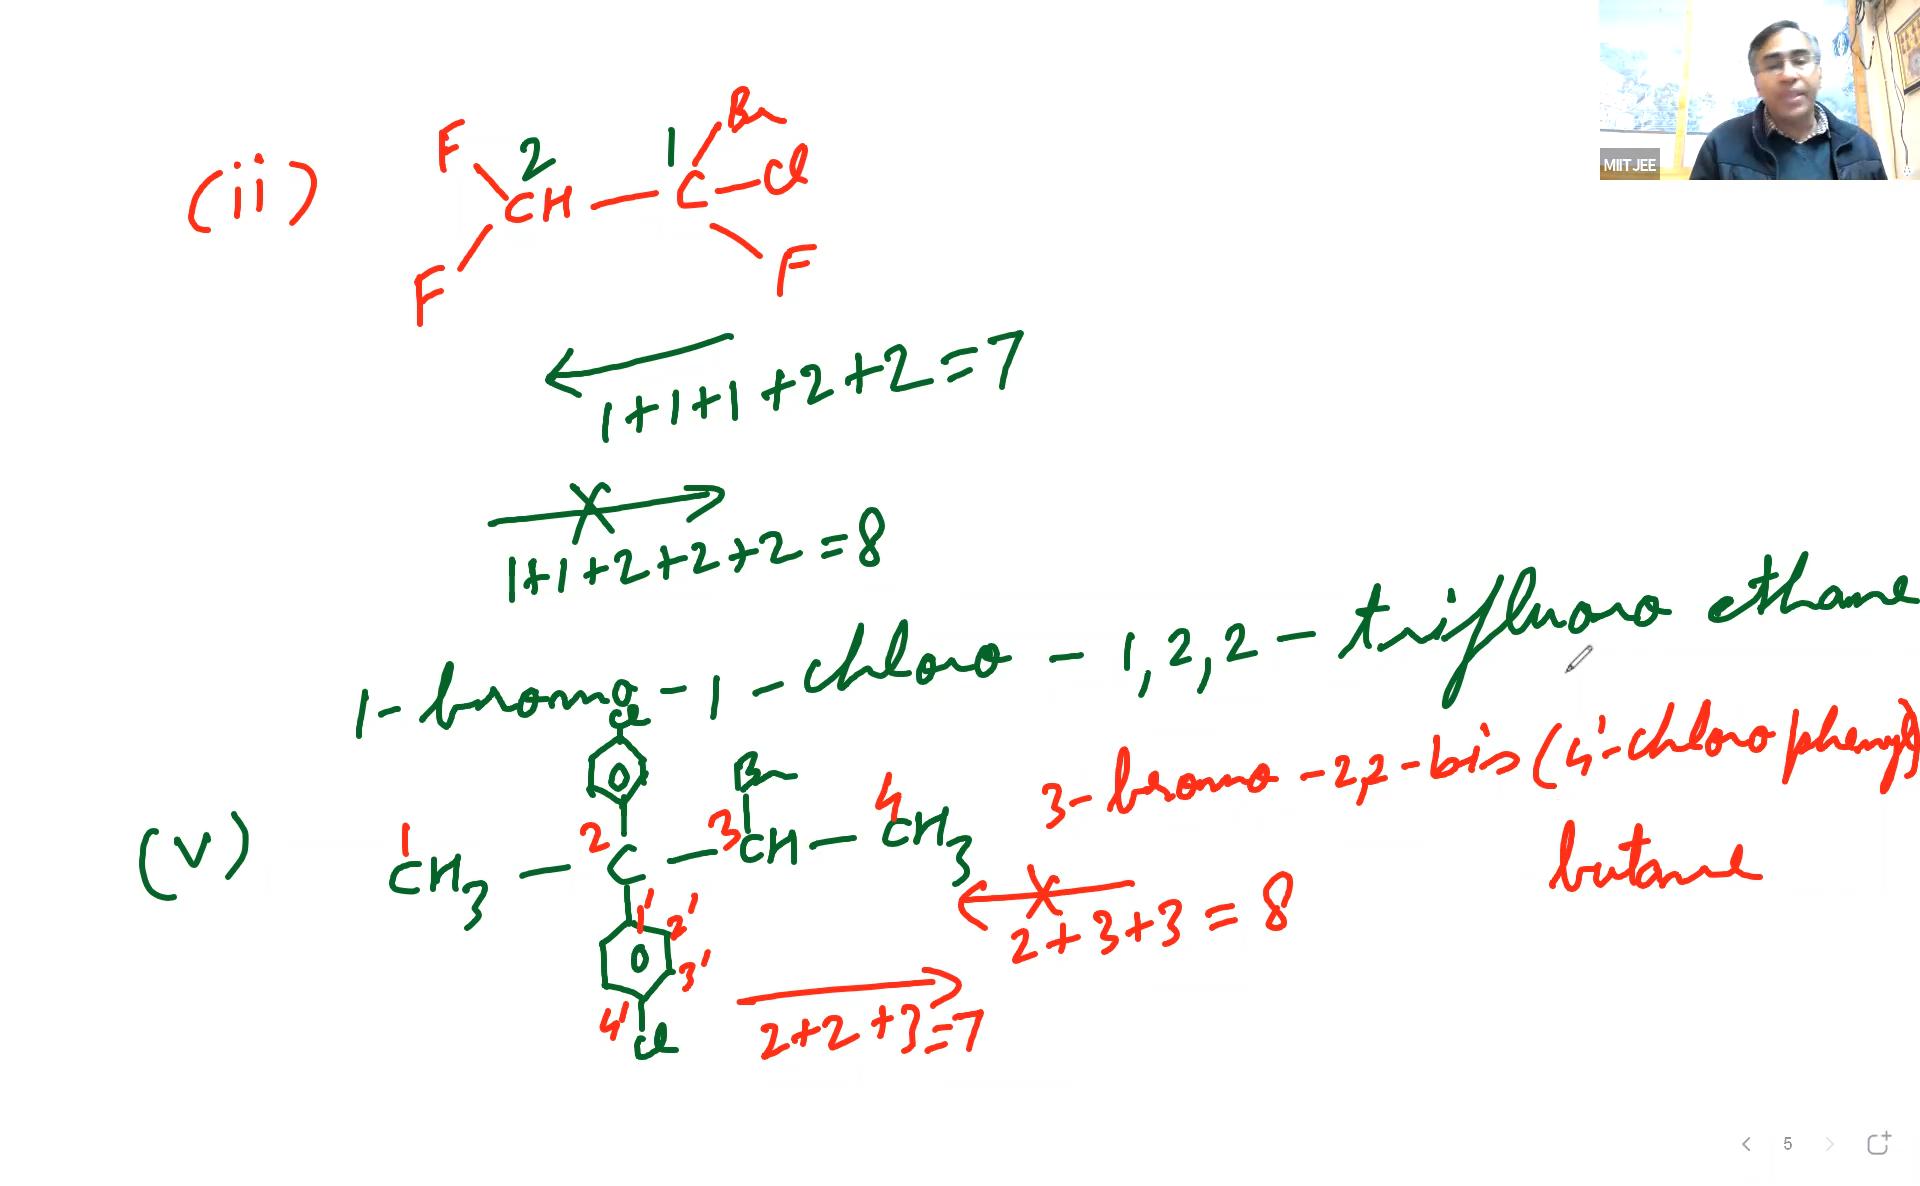 MIIT JEE
Br
F 2 1
(ii) CH — C — Cl
F F
1+1+1+2+2=7
1+1+2+2+2=8
1-bromo-1-chloro-1,2,2-trifluoro ethane
Cl
3-bromo-2,2-bis(4'-chloro phenyl)
butane
Br
1 2 3 4
(v) CH3 — C — CH — CH3
2+3+3=8
1' 2'
3'
4'
Cl
2+2+3=7
5